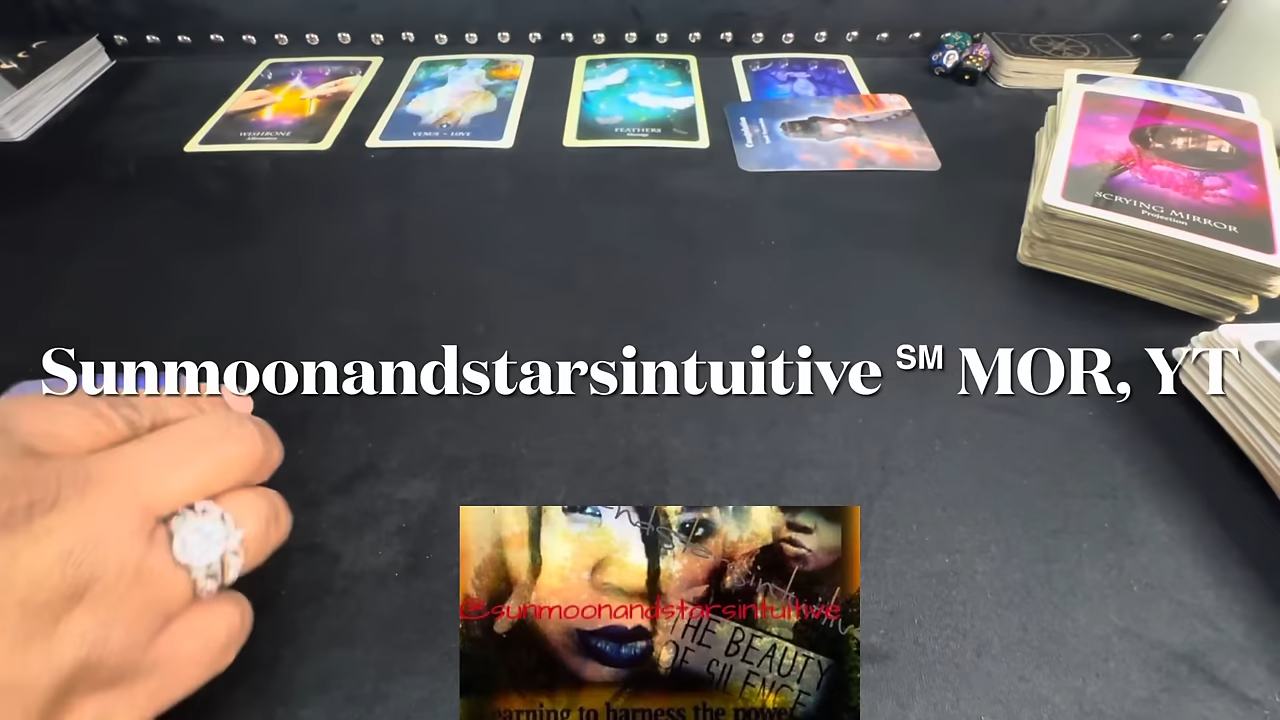 WISHBONE
VENUS - LOVE
FEATHERS
Message
SCRYING MIRROR
Projection
Sunmoonandstarsintuitive ℠ MOR, YT
@sunmoonandstarsintuitive
THE BEAUTY
OF SILENCE
earning to harness the power